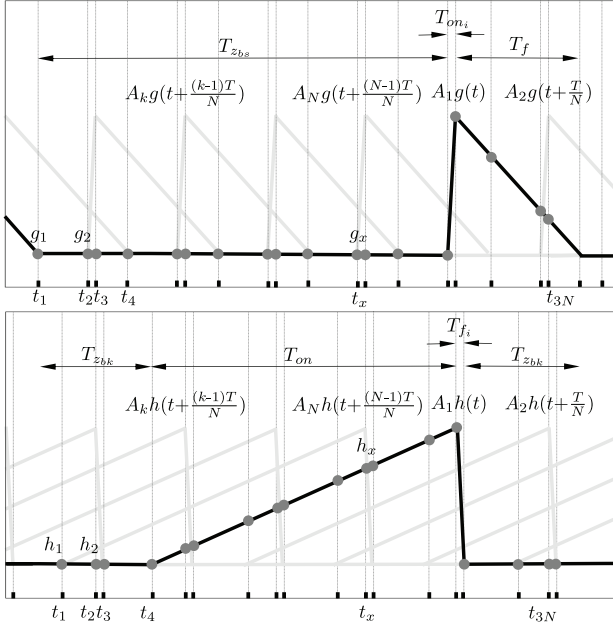 T_{z_{bs}} T_{on_i} T_f
A_k g(t+\frac{(k-1)T}{N}) A_N g(t+\frac{(N-1)T}{N}) A_1 g(t) A_2 g(t+\frac{T}{N})
g_1 g_2 g_x
t_1 t_2 t_3 t_4 t_x t_{3N}
T_{z_{bk}} T_{on} T_{f_i} T_{z_{bk}}
A_k h(t+\frac{(k-1)T}{N}) A_N h(t+\frac{(N-1)T}{N}) A_1 h(t) A_2 h(t+\frac{T}{N})
h_x
h_1 h_2
t_1 t_2 t_3 t_4 t_x t_{3N}